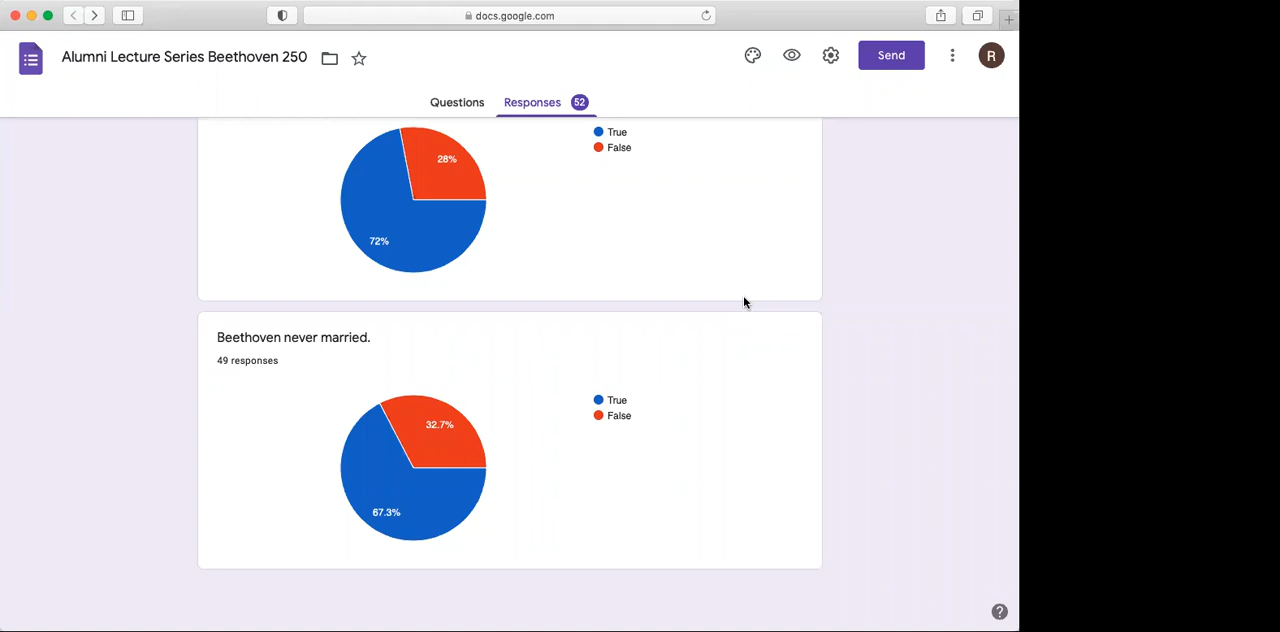 docs.google.com
Alumni Lecture Series Beethoven 250
Send
R
Questions
Responses 52
28%
72%
True
False
Beethoven never married.
49 responses
32.7%
67.3%
True
False
?